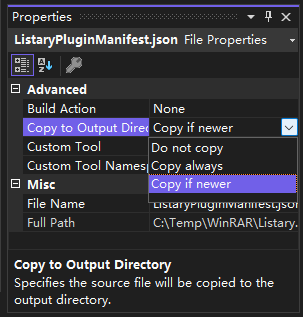 Properties
ListaryPluginManifest.json File Properties
Advanced
Build Action None
Copy to Output Direc Copy if newer
Custom Tool
Do not copy
Custom Tool Namesp
Copy always
Copy if newer
Misc
File Name ListaryPluginManifest.json
Full Path C:\Temp\WinRAR\Listary.
Copy to Output Directory
Specifies the source file will be copied to the
output directory.